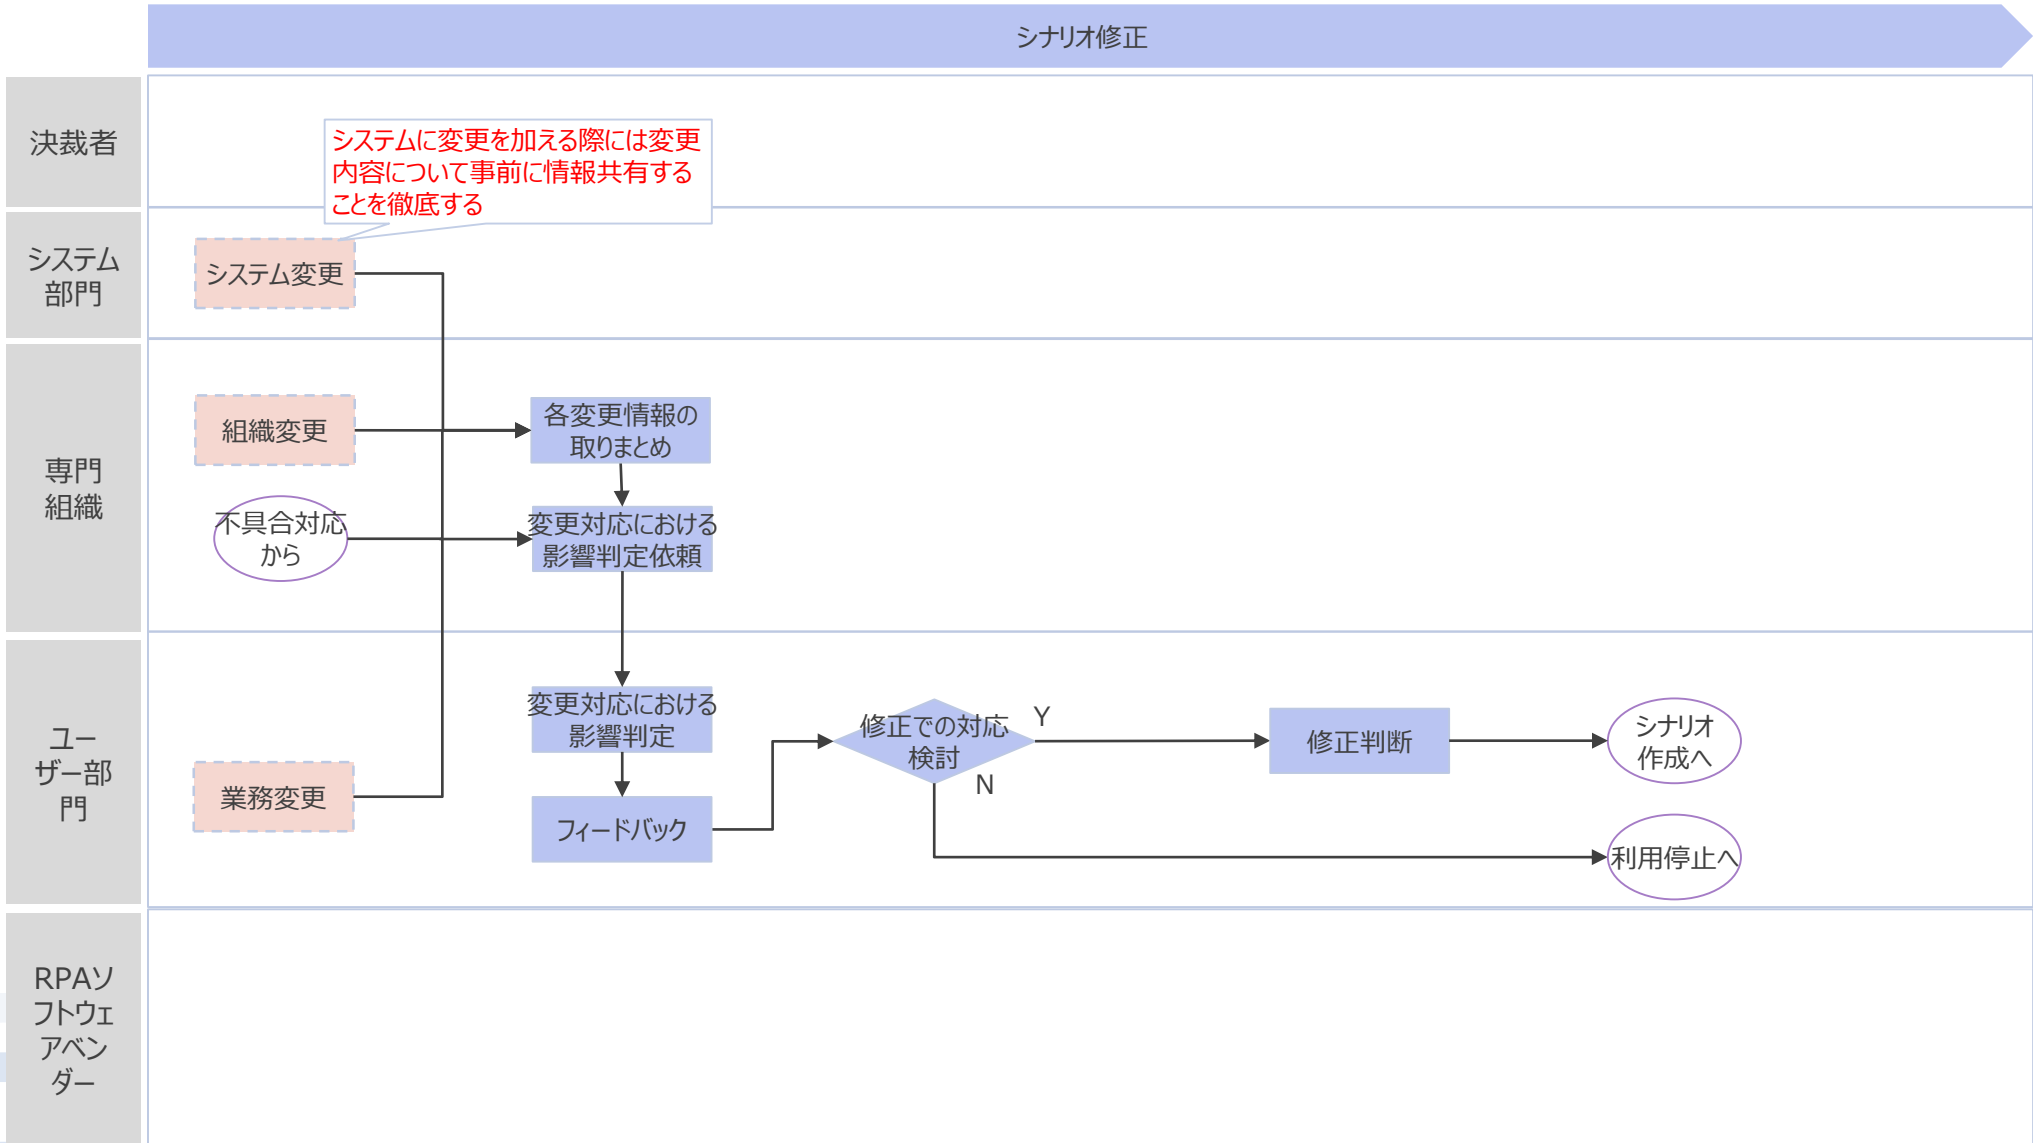 シナリオ修正
決裁者
システムに変更を加える際には変更
内容について事前に情報共有する
ことを徹底する
システム
部門
システム変更
専門
組織
組織変更
各変更情報の
取りまとめ
不具合対応
から
変更対応における
影響判定依頼
ユー
ザー部
門
変更対応における
影響判定
修正での対応
検討
Y
N
修正判断
シナリオ
作成へ
業務変更
フィードバック
利用停止へ
RPAソ
フトウェ
アベン
ダー